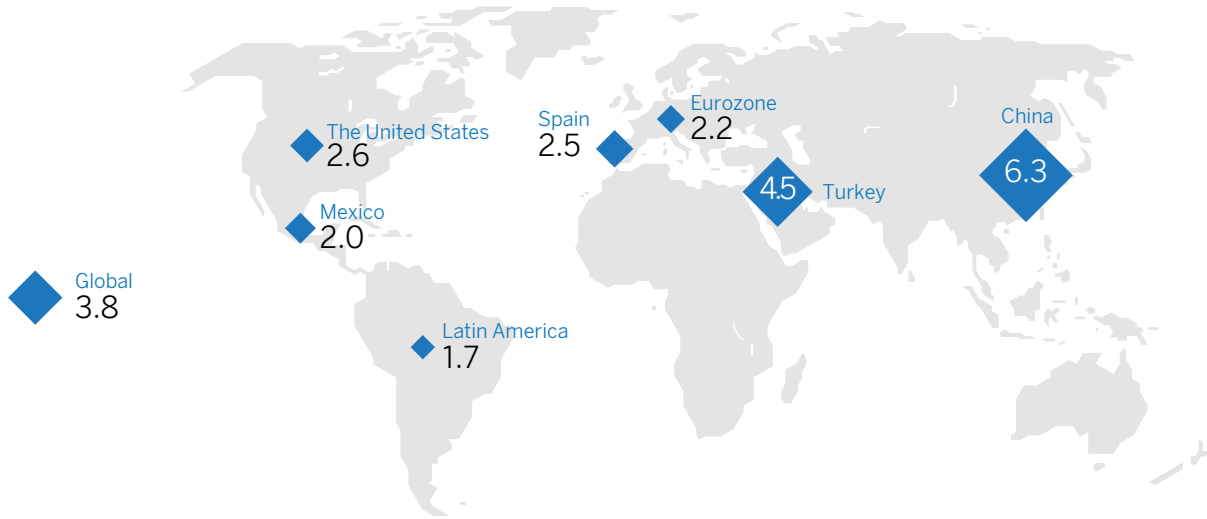 Eurozone
2.2
Spain
2.5
China
6.3
The United States
2.6
4.5
Turkey
Mexico
2.0
Global
3.8
Latin America
1.7